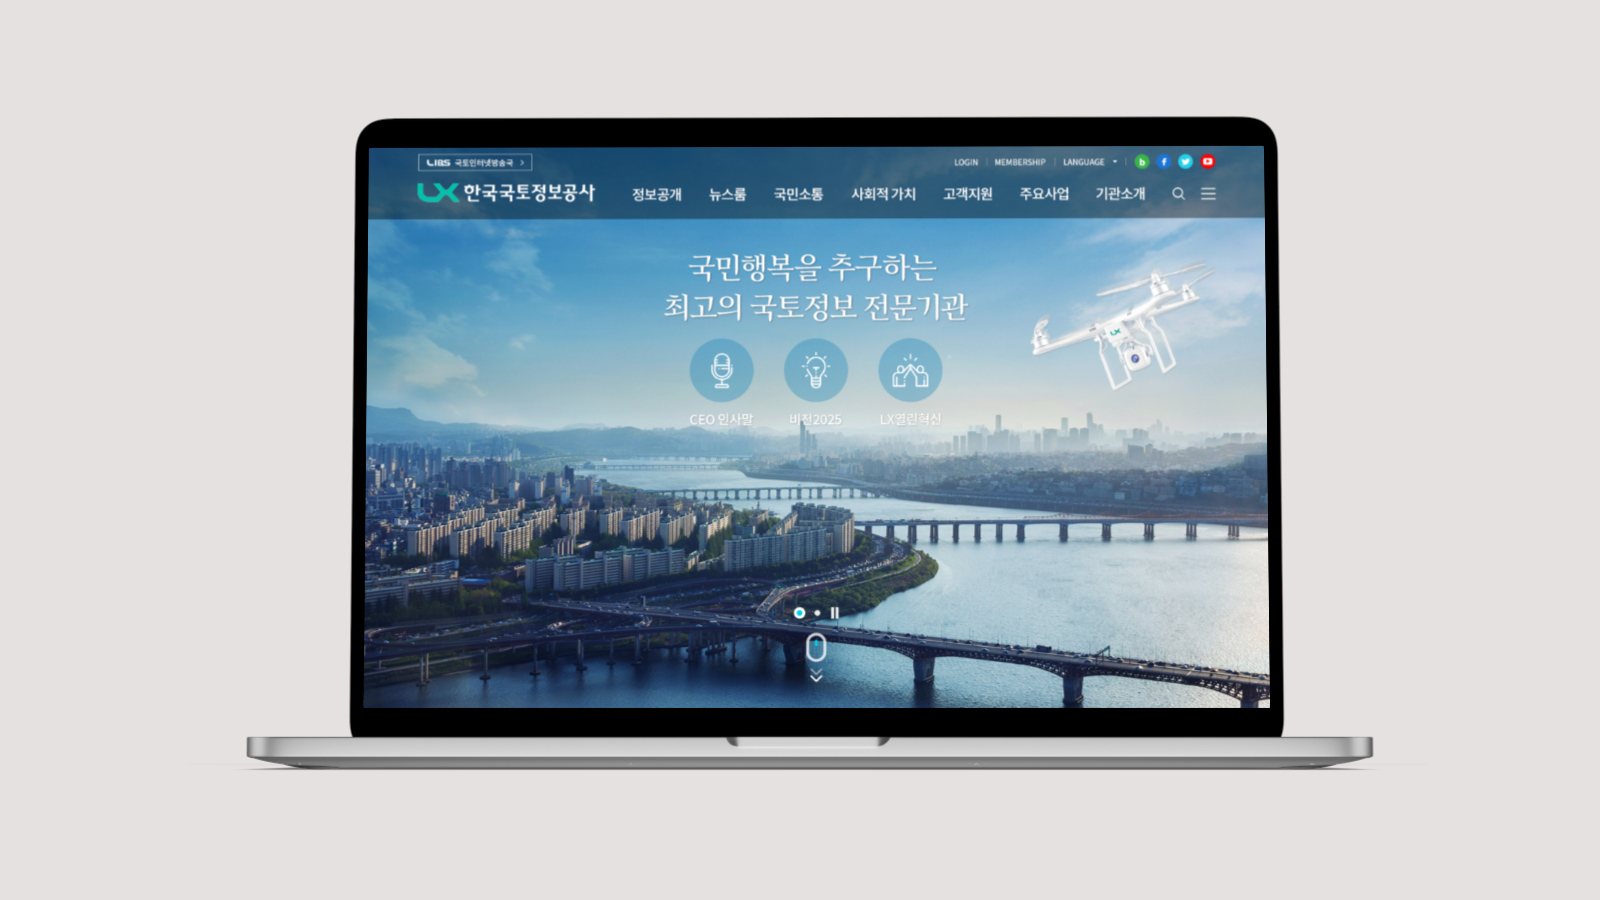 LIBS 국토인터넷방송국
LOGIN MEMBERSHIP LANGUAGE
b f
LX 한국국토정보공사 정보공개 뉴스룸 국민소통 사회적 가치 고객지원 주요사업 기관소개
국민행복을 추구하는
최고의 국토정보 전문기관
LX
CEO 인사말 비전2025 LX열린혁신